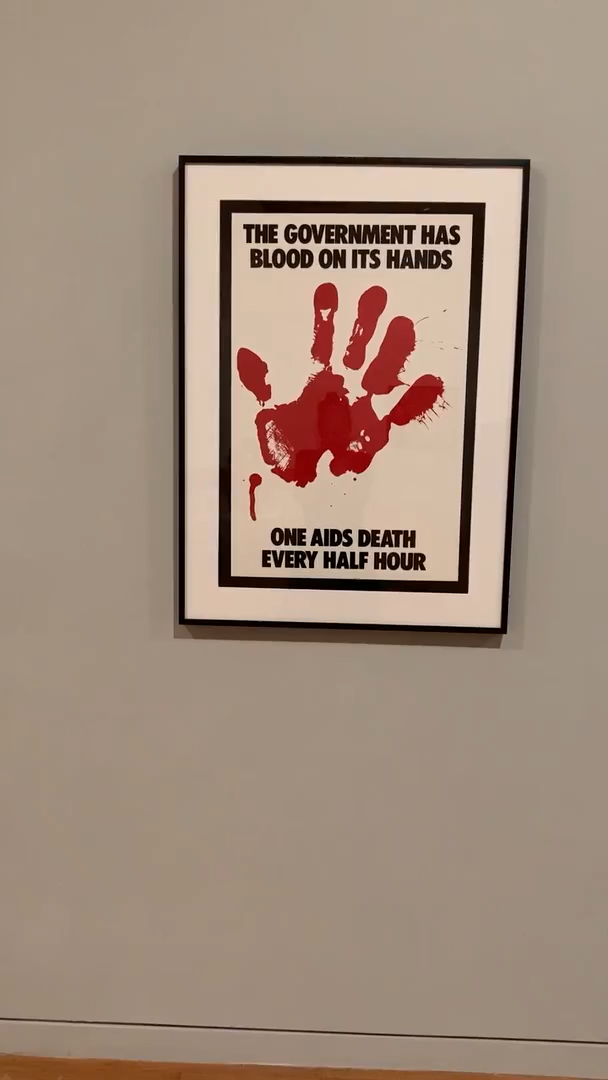 THE GOVERNMENT HAS
BLOOD ON ITS HANDS
ONE AIDS DEATH
EVERY HALF HOUR